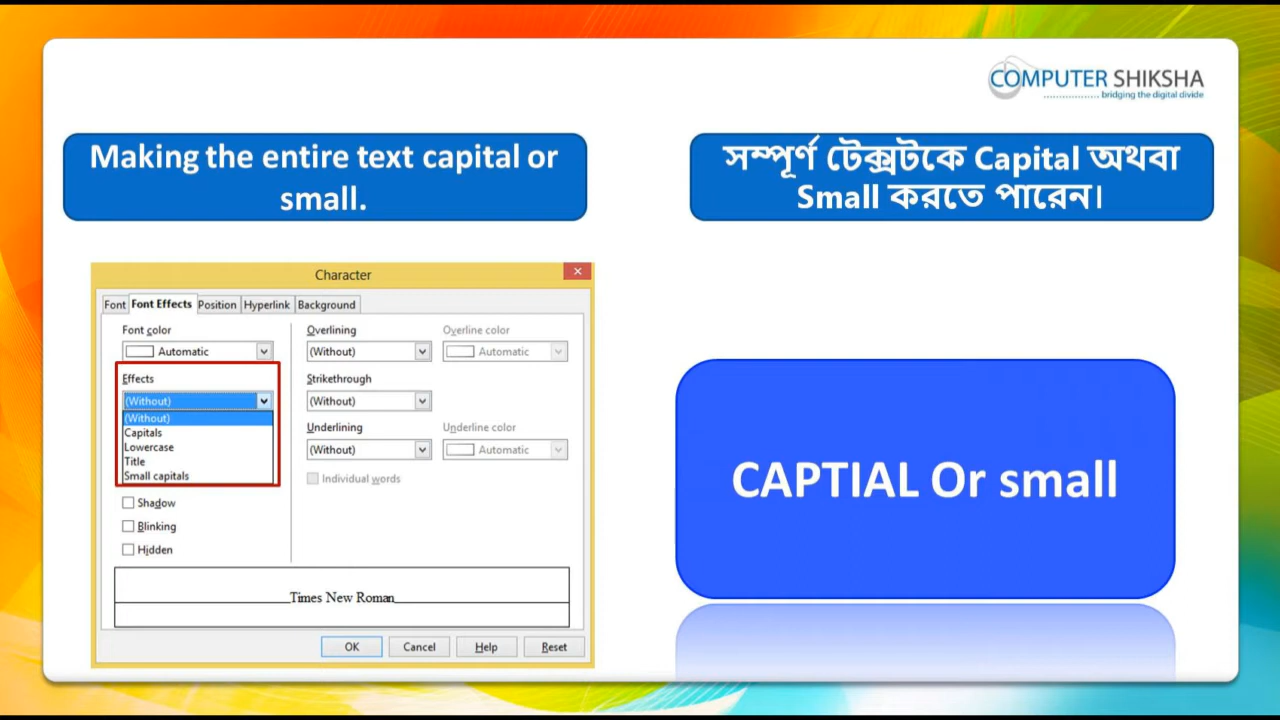 COMPUTER SHIKSHA
bridging the digital divide
Making the entire text capital or
small.
সম্পূর্ণ টেক্সটকে Capital অথবা
Small করতে পারেন।
Character
Font Font Effects Position Hyperlink Background
Font color Overlining Overline color
Automatic (Without) Automatic
Effects Strikethrough
(Without) (Without)
(Without)
Capitals Underlining Underline color
Lowercase (Without) Automatic
Title
Small capitals Individual words
Shadow
Blinking
Hidden
Times New Roman
OK Cancel Help Reset
CAPTIAL Or small